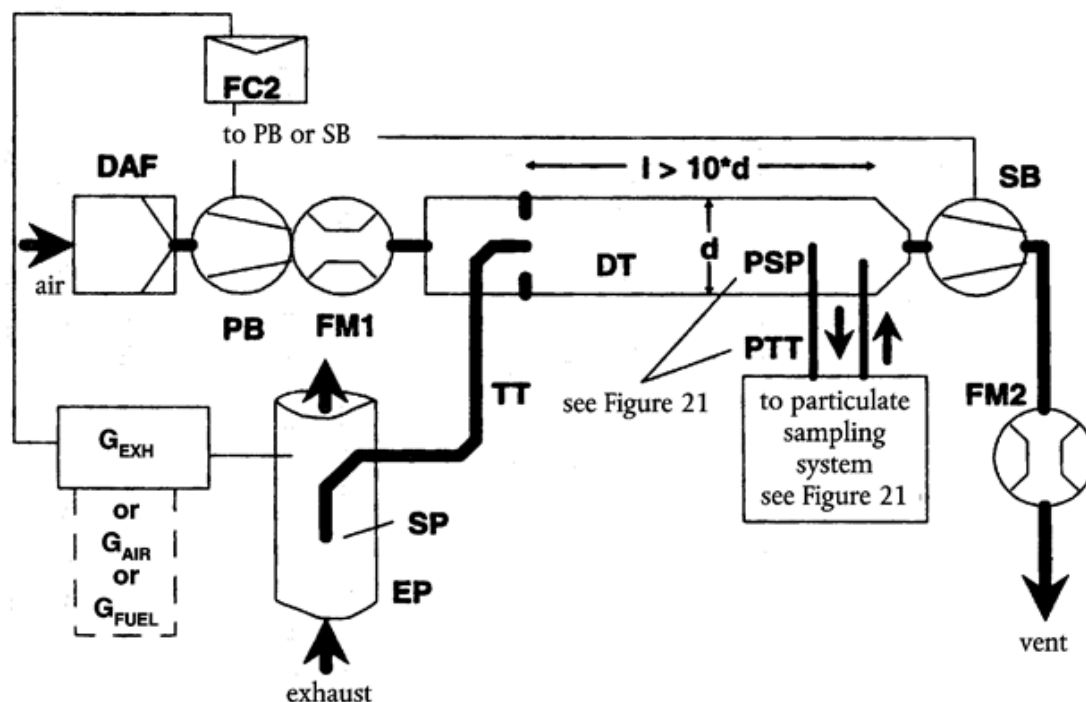 FC2
to PB or SB
DAF
l > 10*d
SB
air
d
DT
PSP
PB
FM1
PTT
TT
see Figure 21
FM2
to particulate
sampling
system
see Figure 21
G_EXH
or
G_AIR
or
G_FUEL
SP
EP
vent
exhaust